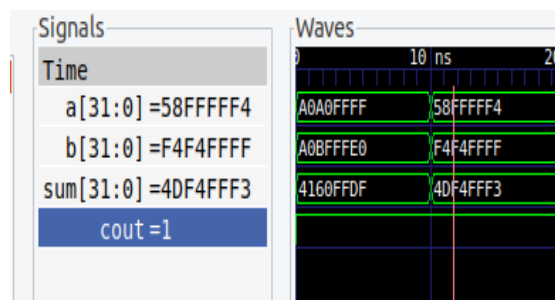 Signals
Waves
Time
10 ns
a[31:0] =58FFFFF4
A0A0FFFF
58FFFFF4
b[31:0] =F4F4FFFF
A0BFFFE0
F4F4FFFF
sum[31:0] =4DF4FFF3
4160FFDF
4DF4FFF3
cout =1